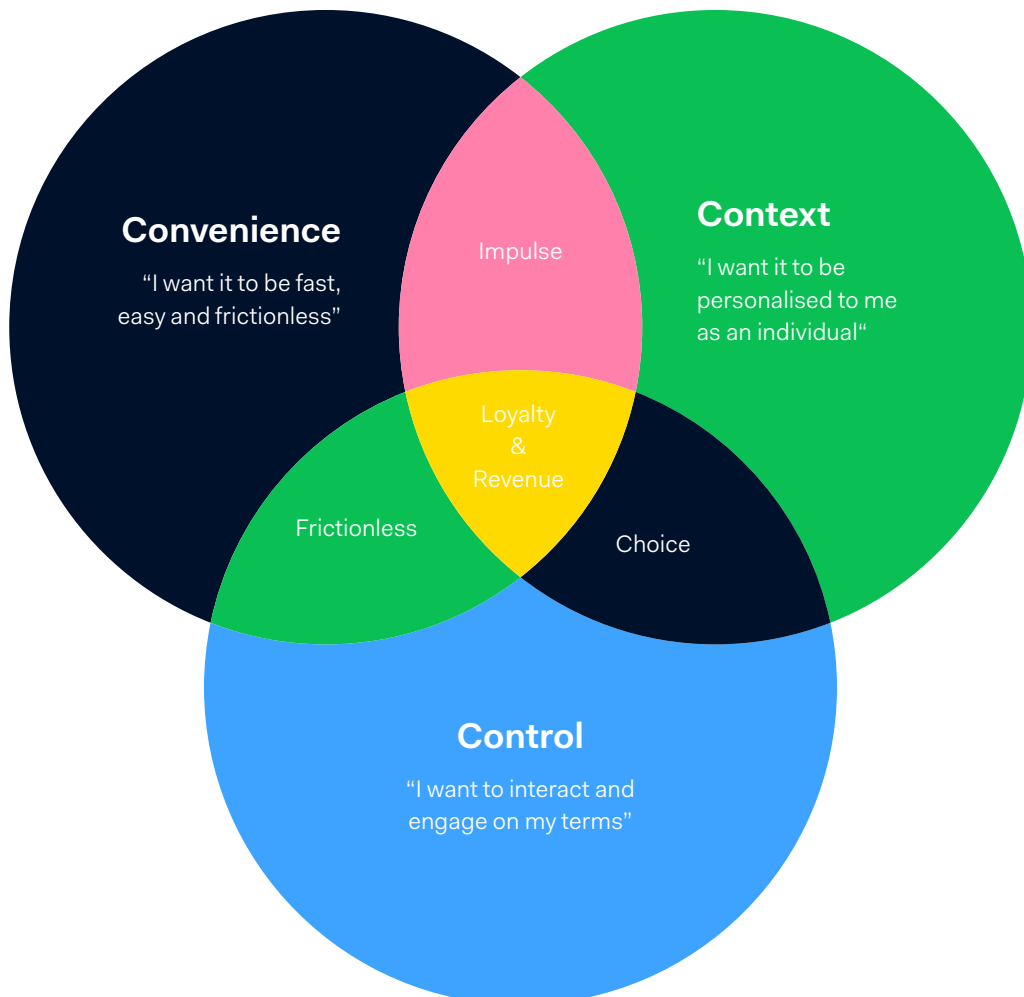 Convenience
“I want it to be fast,
easy and frictionless”
Context
“I want it to be
personalised to me
as an individual“
Impulse
Loyalty
&
Revenue
Frictionless
Choice
Control
“I want to interact and
engage on my terms”